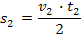 s₂ = v₂ · t₂ / 2